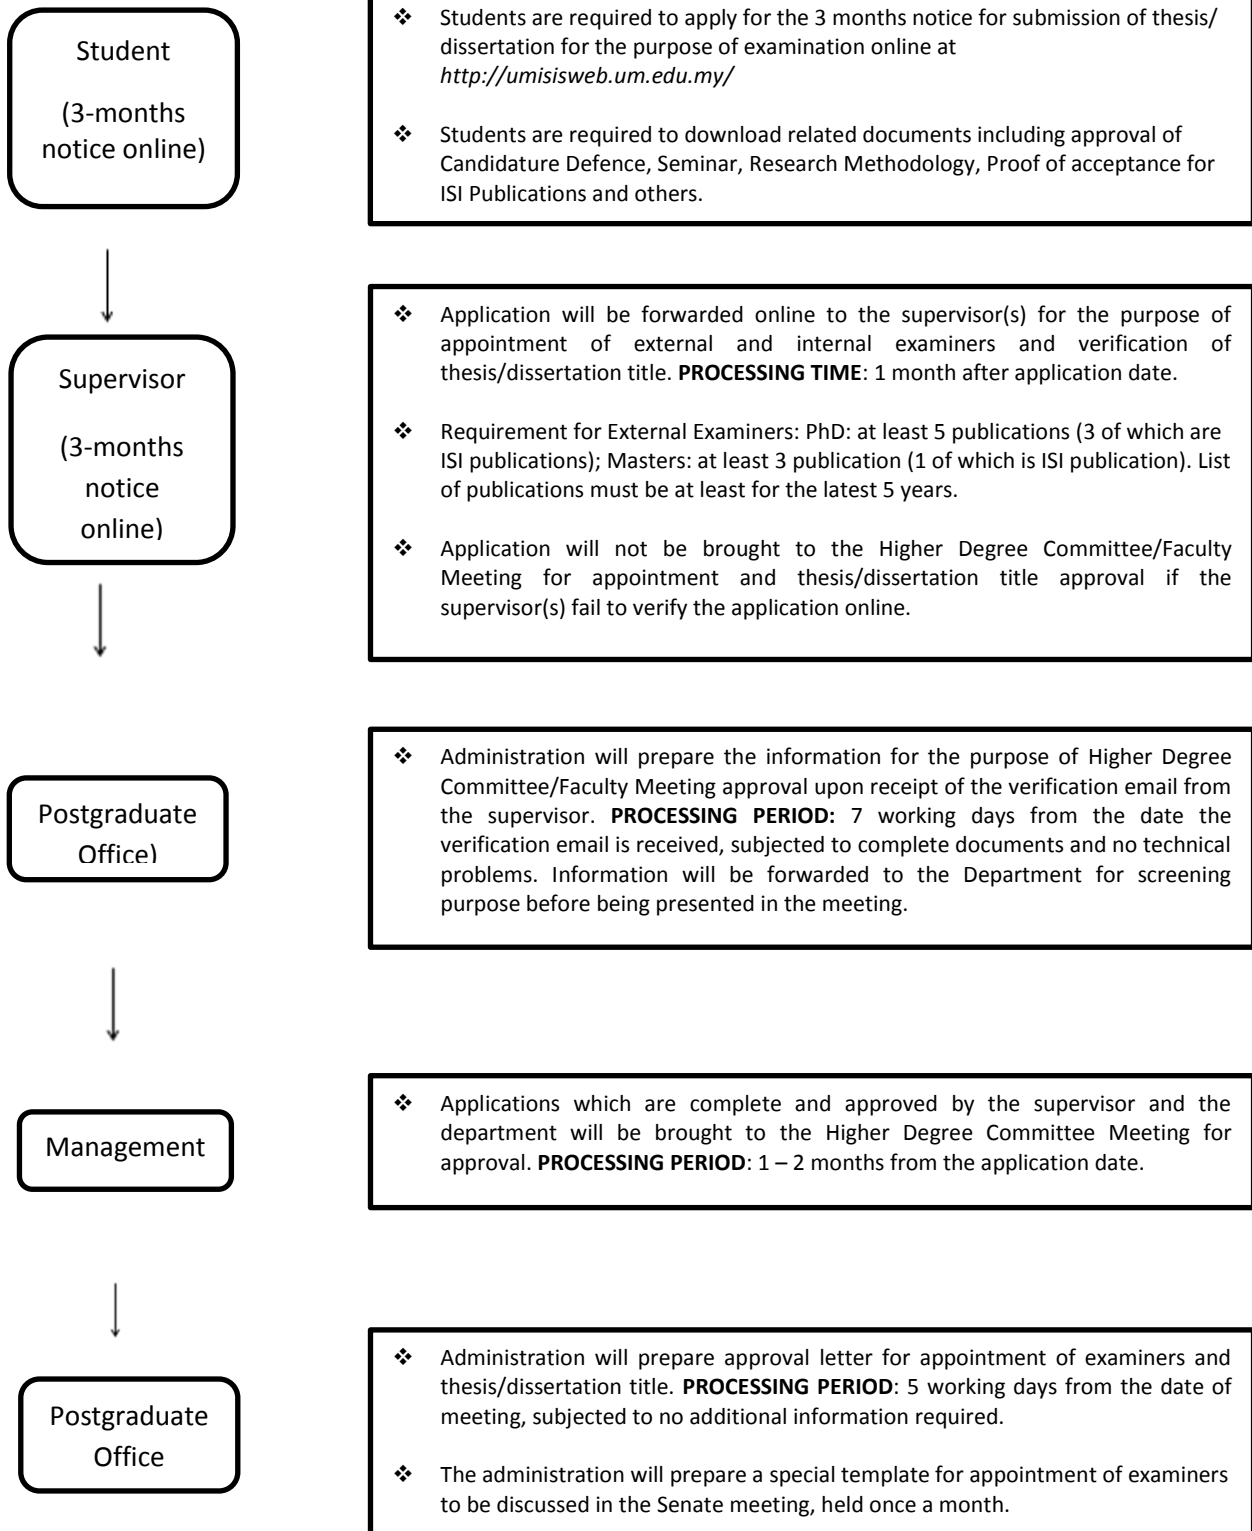 Student
(3-months
notice online)
❖ Students are required to apply for the 3 months notice for submission of thesis/
dissertation for the purpose of examination online at
http://umisisweb.um.edu.my/
❖ Students are required to download related documents including approval of
Candidature Defence, Seminar, Research Methodology, Proof of acceptance for
ISI Publications and others.
Supervisor
(3-months
notice
online)
❖ Application will be forwarded online to the supervisor(s) for the purpose of
appointment of external and internal examiners and verification of
thesis/dissertation title. PROCESSING TIME: 1 month after application date.
❖ Requirement for External Examiners: PhD: at least 5 publications (3 of which are
ISI publications); Masters: at least 3 publication (1 of which is ISI publication). List
of publications must be at least for the latest 5 years.
❖ Application will not be brought to the Higher Degree Committee/Faculty
Meeting for appointment and thesis/dissertation title approval if the
supervisor(s) fail to verify the application online.
Postgraduate
Office)
❖ Administration will prepare the information for the purpose of Higher Degree
Committee/Faculty Meeting approval upon receipt of the verification email from
the supervisor. PROCESSING PERIOD: 7 working days from the date the
verification email is received, subjected to complete documents and no technical
problems. Information will be forwarded to the Department for screening
purpose before being presented in the meeting.
Management
❖ Applications which are complete and approved by the supervisor and the
department will be brought to the Higher Degree Committee Meeting for
approval. PROCESSING PERIOD: 1 – 2 months from the application date.
Postgraduate
Office
❖ Administration will prepare approval letter for appointment of examiners and
thesis/dissertation title. PROCESSING PERIOD: 5 working days from the date of
meeting, subjected to no additional information required.
❖ The administration will prepare a special template for appointment of examiners
to be discussed in the Senate meeting, held once a month.